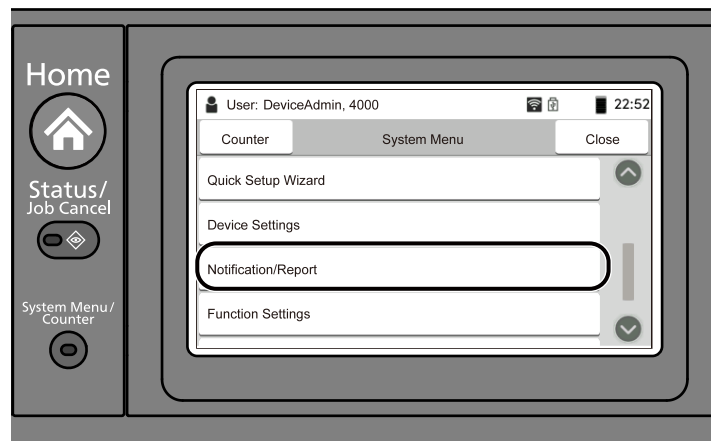 Home
Status/
Job Cancel
System Menu/
Counter
User: DeviceAdmin, 4000
22:52
Counter
System Menu
Close
Quick Setup Wizard
Device Settings
Notification/Report
Function Settings